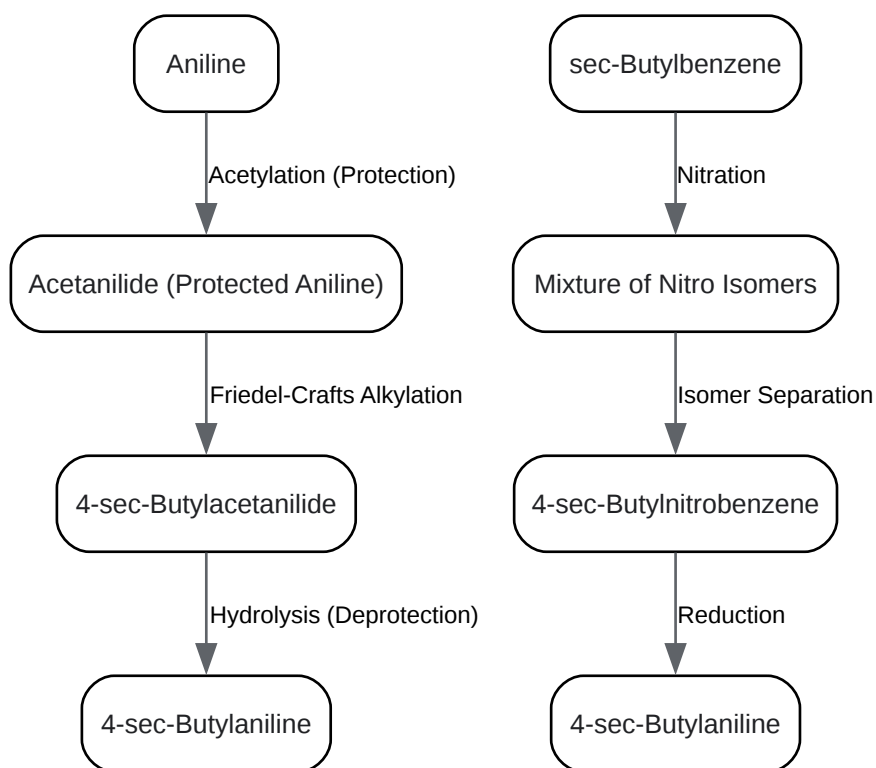 Aniline
Acetylation (Protection)
Acetanilide (Protected Aniline)
Friedel-Crafts Alkylation
4-sec-Butylacetanilide
Hydrolysis (Deprotection)
4-sec-Butylaniline
sec-Butylbenzene
Nitration
Mixture of Nitro Isomers
Isomer Separation
4-sec-Butylnitrobenzene
Reduction
4-sec-Butylaniline